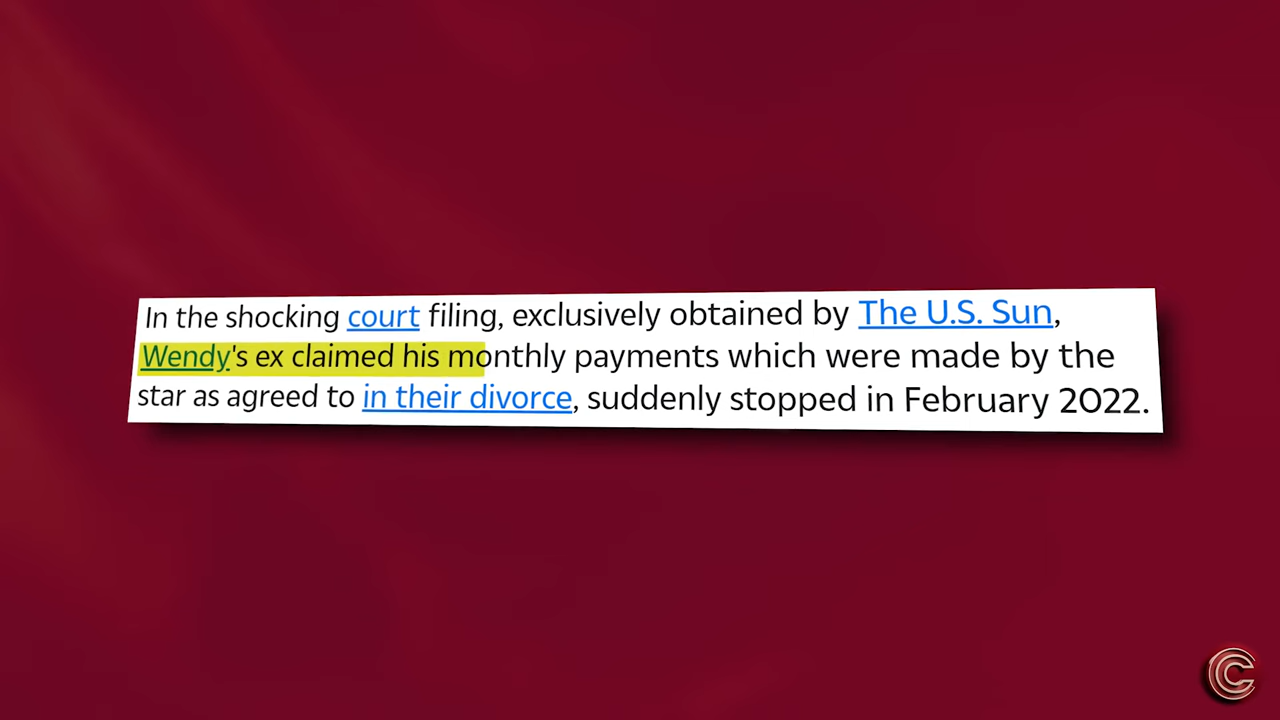 In the shocking court filing, exclusively obtained by The U.S. Sun,
Wendy's ex claimed his monthly payments which were made by the
star as agreed to in their divorce, suddenly stopped in February 2022.